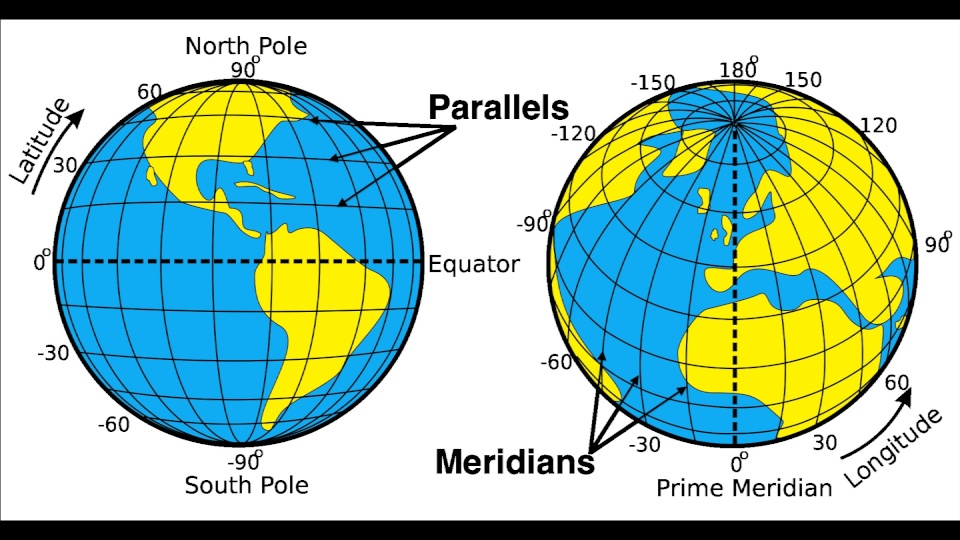 North Pole
90°
60
Latitude
30
0°
Equator
-30
-60
-90°
South Pole
Parallels
Meridians
180°
-150
150
-120
120
-90°
90°
-60
60
-30
30
0°
Prime Meridian
Longitude